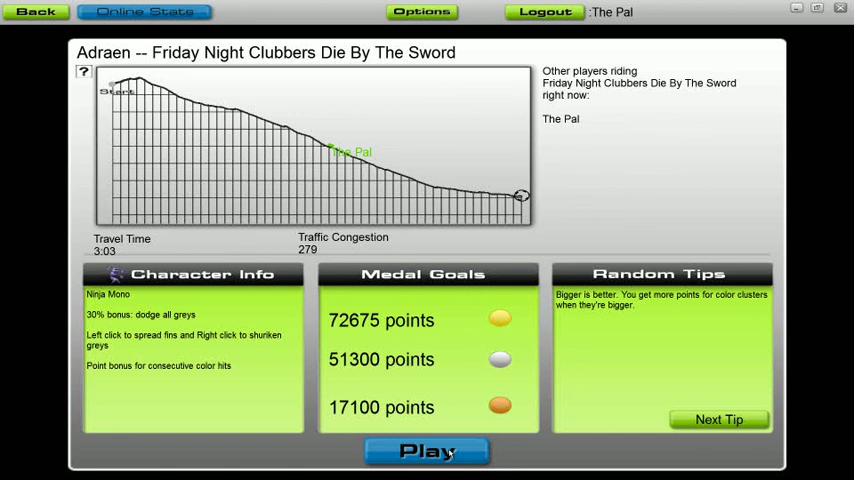 Back
Online Stats
Options
Logout
:The Pal
Adraen -- Friday Night Clubbers Die By The Sword
?
Start
The Pal
Travel Time
3:03
Traffic Congestion
279
Other players riding
Friday Night Clubbers Die By The Sword
right now:
The Pal
Character Info
Ninja Mono
30% bonus: dodge all greys
Left click to spread fins and Right click to shuriken
greys
Point bonus for consecutive color hits
Medal Goals
72675 points
51300 points
17100 points
Random Tips
Bigger is better. You get more points for color clusters
when they're bigger.
Next Tip
Play